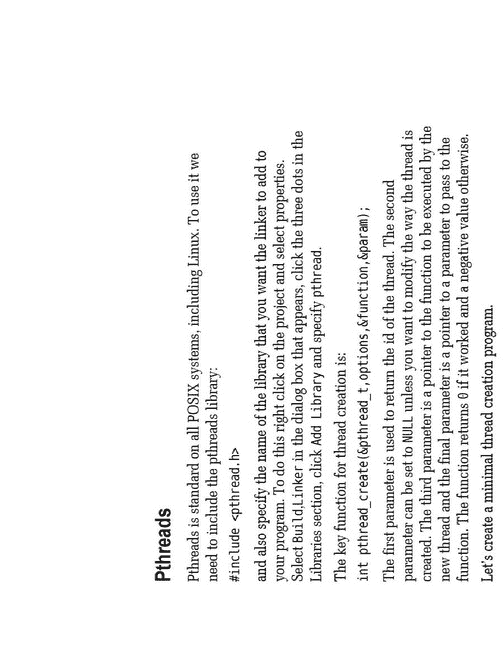 Pthreads
Pthreads is standard on all POSIX systems, including Linux. To use it we
need to include the pthreads library:
#include <pthread.h>
and also specify the name of the library that you want the linker to add to
your program. To do this right click on the project and select properties.
Select Build,Linker in the dialog box that appears, click the three dots in the
Libraries section, click Add Library and specify pthread.
The key function for thread creation is:
int pthread_create(&pthread_t,options,&function,&param);
The first parameter is used to return the id of the thread. The second
parameter can be set to NULL unless you want to modify the way the thread is
created. The third parameter is a pointer to the function to be executed by the
new thread and the final parameter is a pointer to a parameter to pass to the
function. The function returns 0 if it worked and a negative value otherwise.
Let's create a minimal thread creation program.